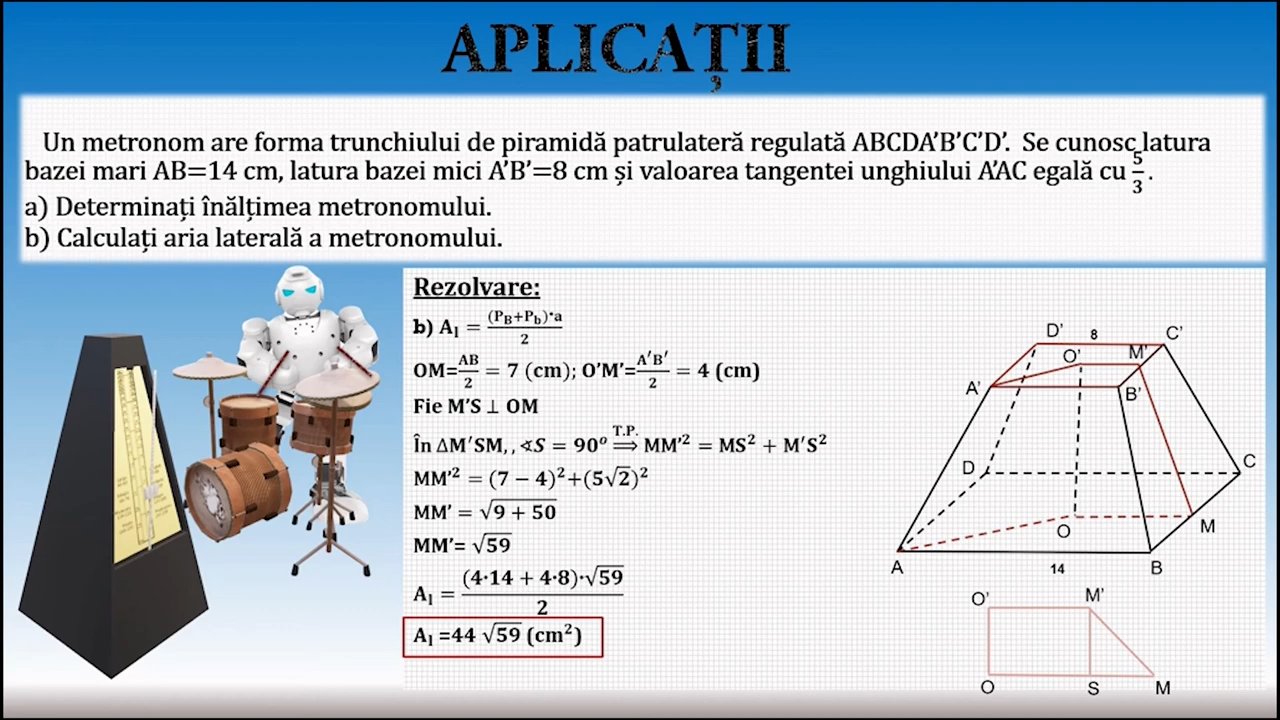 APLICAȚII
Un metronom are forma trunchiului de piramidă patrulateră regulată ABCDA'B'C'D'. Se cunosc latura
bazei mari AB=14 cm, latura bazei mici A'B'=8 cm și valoarea tangentei unghiului A'AC egală cu 5/3.
a) Determinați înălțimea metronomului.
b) Calculați aria laterală a metronomului.
Rezolvare:
b) Aₗ = (P_B+P_b)·a / 2
OM=AB/2 = 7 (cm); O'M'=A'B'/2 = 4 (cm)
Fie M'S ⊥ OM
În ∆M'SM, , ∢S = 90° T.P. ⟹ MM'² = MS² + M'S²
MM'² = (7 − 4)²+(5√2)²
MM' = √(9 + 50)
MM'= √59
Aₗ = (4·14 + 4·8)·√59 / 2
Aₗ =44 √59 (cm²)
D' 8 C'
O' M'
A' B'
D C
O M
A 14 B
O' M'
O S M